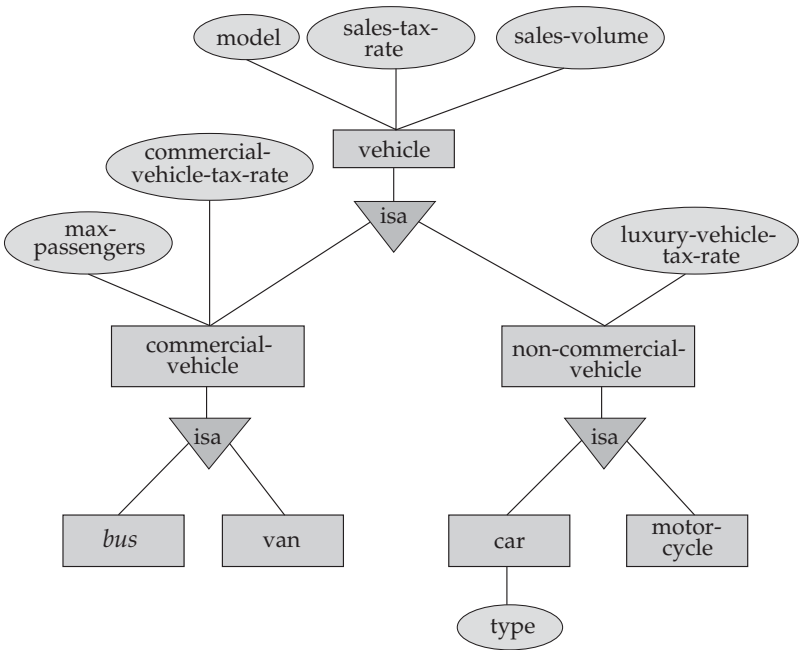 model
sales-tax-
rate
sales-volume
vehicle
commercial-
vehicle-tax-rate
isa
max-
passengers
luxury-vehicle-
tax-rate
commercial-
vehicle
non-commercial-
vehicle
isa
isa
bus
van
car
motor-
cycle
type